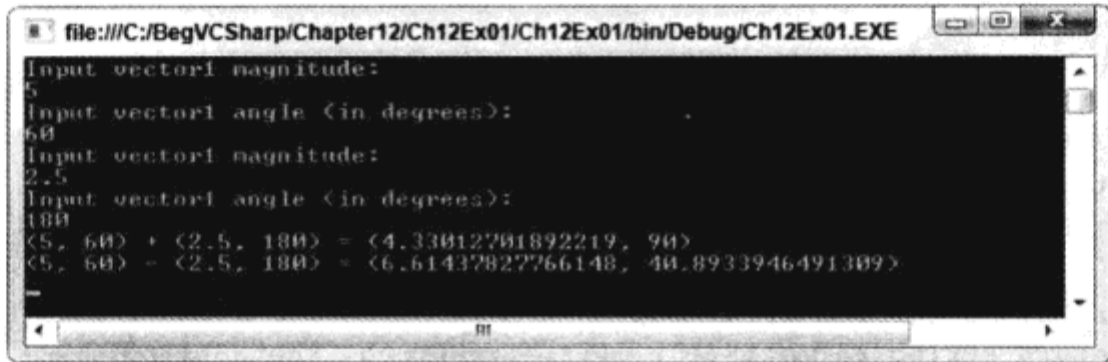 file:///C:/BegVCSharp/Chapter12/Ch12Ex01/Ch12Ex01/bin/Debug/Ch12Ex01.EXE
Input vector1 magnitude:
5
Input vector1 angle (in degrees):
60
Input vector1 magnitude:
2.5
Input vector1 angle (in degrees):
180
(5, 60) + (2.5, 180) = (4.33012701892219, 90)
(5, 60) - (2.5, 180) = (6.61437827766148, 40.8933946491309)